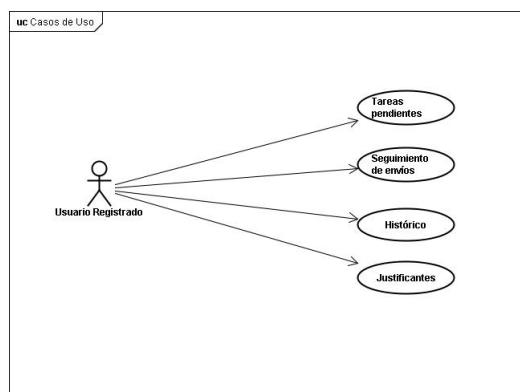 uc Casos de Uso
Tareas
pendientes
Seguimiento
de envíos
Usuario Registrado
Histórico
Justificantes